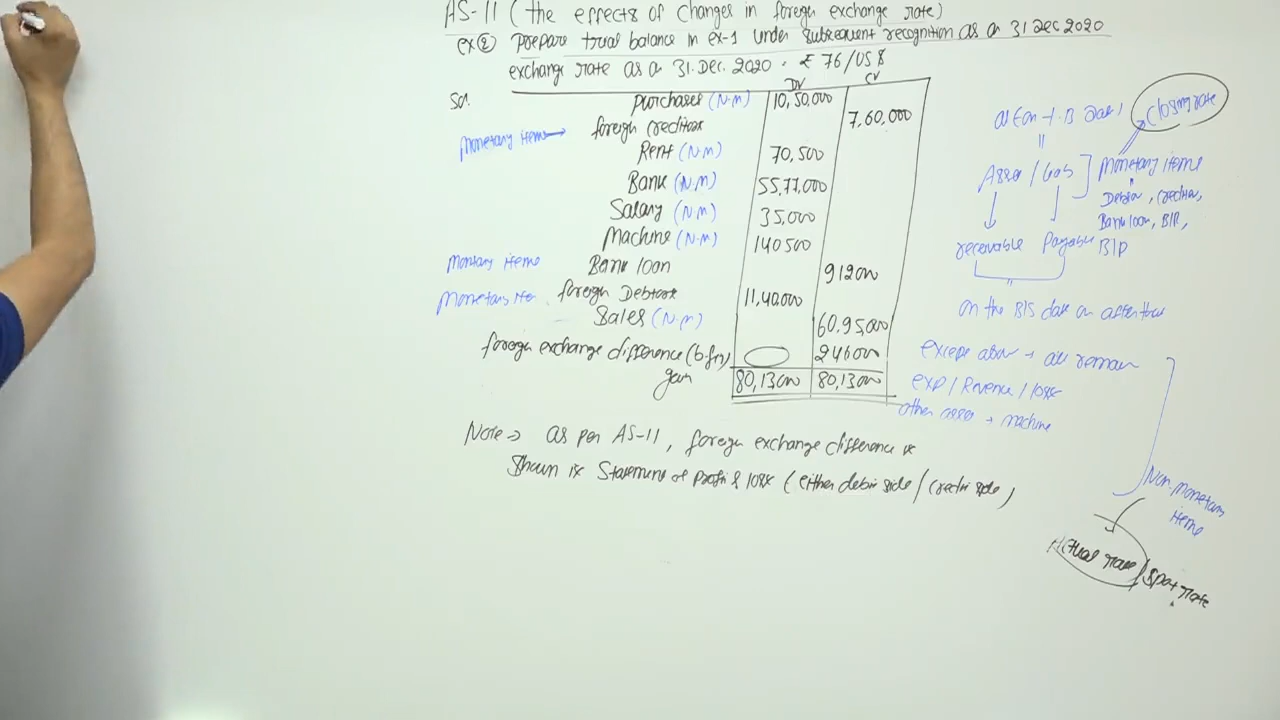 AS-11 (The effects of changes in foreign exchange rate)
ex② Prepare trial balance in ex-1 under subsequent recognition as on 31 Dec 2020
exchange rate as on 31. Dec. 2020 = ₹ 76/US $
Dr Cr
Sol. Purchases (N.M) 10,50,000
Monetary items → foreign creditors 7,60,000
Rent (N.M) 70,500
Bank (N.M) 55,77,000
Salary (N.M) 35,000
Machine (N.M) 140500
Monetary items Bank loan 912000
Monetary item foreign Debtors 11,40,000
Sales (N.M) 60,95,000
foreign exchange difference (bfn) 246000
gain 80,13000 80,13000
Note → As per AS-11, foreign exchange difference is
Shown in Statement of Profit & loss (either debit side / credit side)
Closing rate
Asset / Liab ] Monetary items
Debtors, creditors,
Bank loan, B/R,
receivable Payable B/P
on the B/S date or after that
Except above → all remain
exp / Revenue / loss
other asset → machine
Non-monetary
items
Actual rate / Spot rate